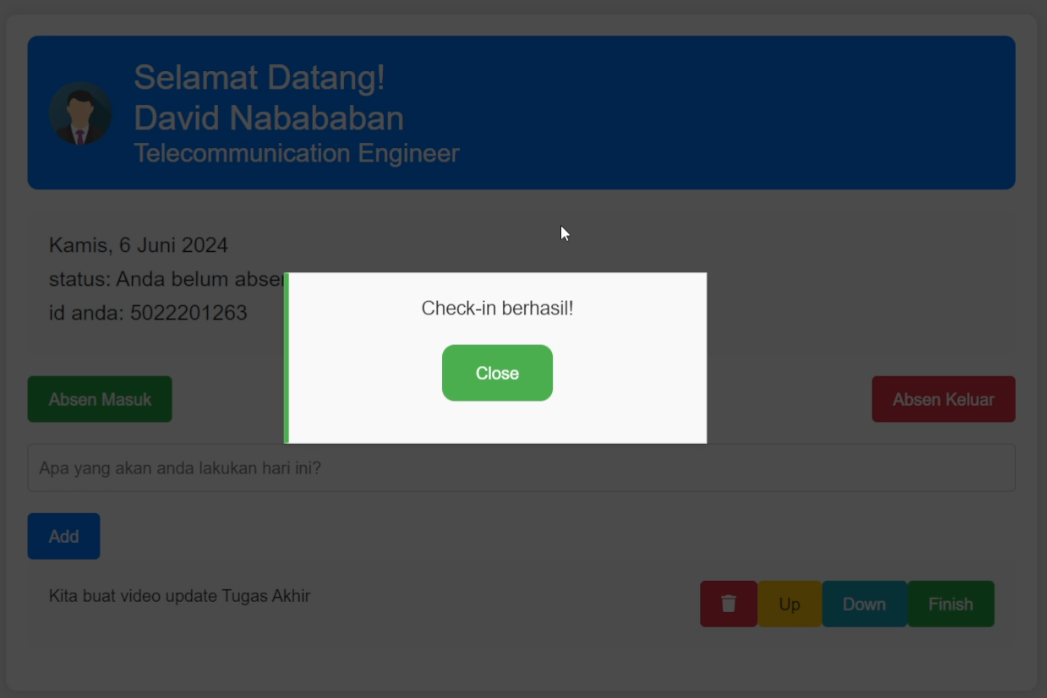 Selamat Datang!
David Nabababan
Telecommunication Engineer
Kamis, 6 Juni 2024
status: Anda belum
id anda: 5022201263
Check-in berhasil!
Close
Absen Masuk
Absen Keluar
Apa yang akan anda lakukan hari ini?
Add
Kita buat video update Tugas Akhir
Up
Down
Finish